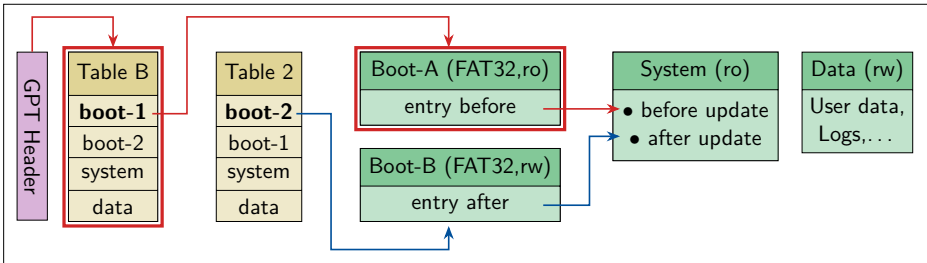 GPT Header
Table B
boot-1
boot-2
system
data
Table 2
boot-2
boot-1
system
data
Boot-A (FAT32,ro)
entry before
Boot-B (FAT32,rw)
entry after
System (ro)
• before update
• after update
Data (rw)
User data,
Logs,. . .